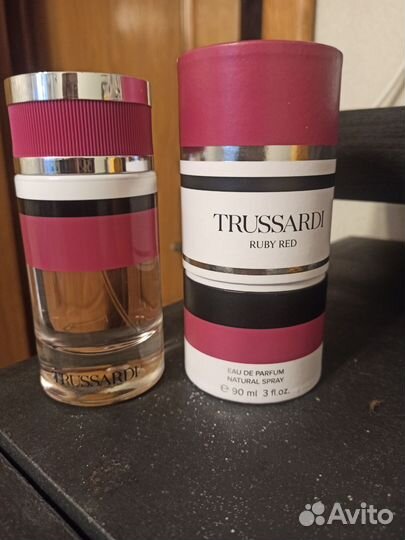 TRUSSARDI
RUBY RED
EAU DE PARFUM
NATURAL SPRAY
℮ 90 ml 3 fl.oz.
TRUSSARDI
Avito